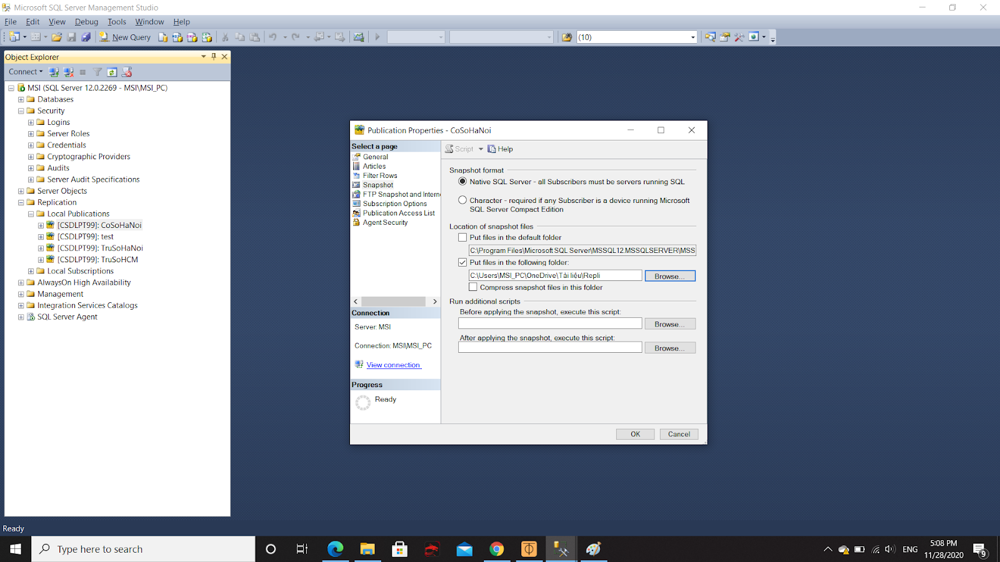 Microsoft SQL Server Management Studio
File Edit View Debug Tools Window Help
New Query
(10)
Object Explorer
Connect
MSI (SQL Server 12.0.2269 - MSI\MSI_PC)
Databases
Security
Logins
Server Roles
Credentials
Cryptographic Providers
Audits
Server Audit Specifications
Server Objects
Replication
Local Publications
[CSDLPT99]: CoSoHaNoi
[CSDLPT99]: test
[CSDLPT99]: TruSoHaNoi
[CSDLPT99]: TruSoHCM
Local Subscriptions
AlwaysOn High Availability
Management
Integration Services Catalogs
SQL Server Agent
Publication Properties - CoSoHaNoi
Select a page
General
Articles
Filter Rows
Snapshot
FTP Snapshot and Intern
Subscription Options
Publication Access List
Agent Security
Connection
Server: MSI
Connection: MSI\MSI_PC
View connection
Progress
Ready
Script Help
Snapshot format
Native SQL Server - all Subscribers must be servers running SQL
Character - required if any Subscriber is a device running Microsoft
SQL Server Compact Edition
Location of snapshot files
Put files in the default folder
C:\Program Files\Microsoft SQL Server\MSSQL12.MSSQLSERVER\MSS
Put files in the following folder:
C:\Users\MSI_PC\OneDrive\Tài liệu\Repli
Browse...
Compress snapshot files in this folder
Run additional scripts
Before applying the snapshot, execute this script:
Browse...
After applying the snapshot, execute this script:
Browse...
OK Cancel
Ready
Type here to search
ENG
5:08 PM
11/28/2020
9